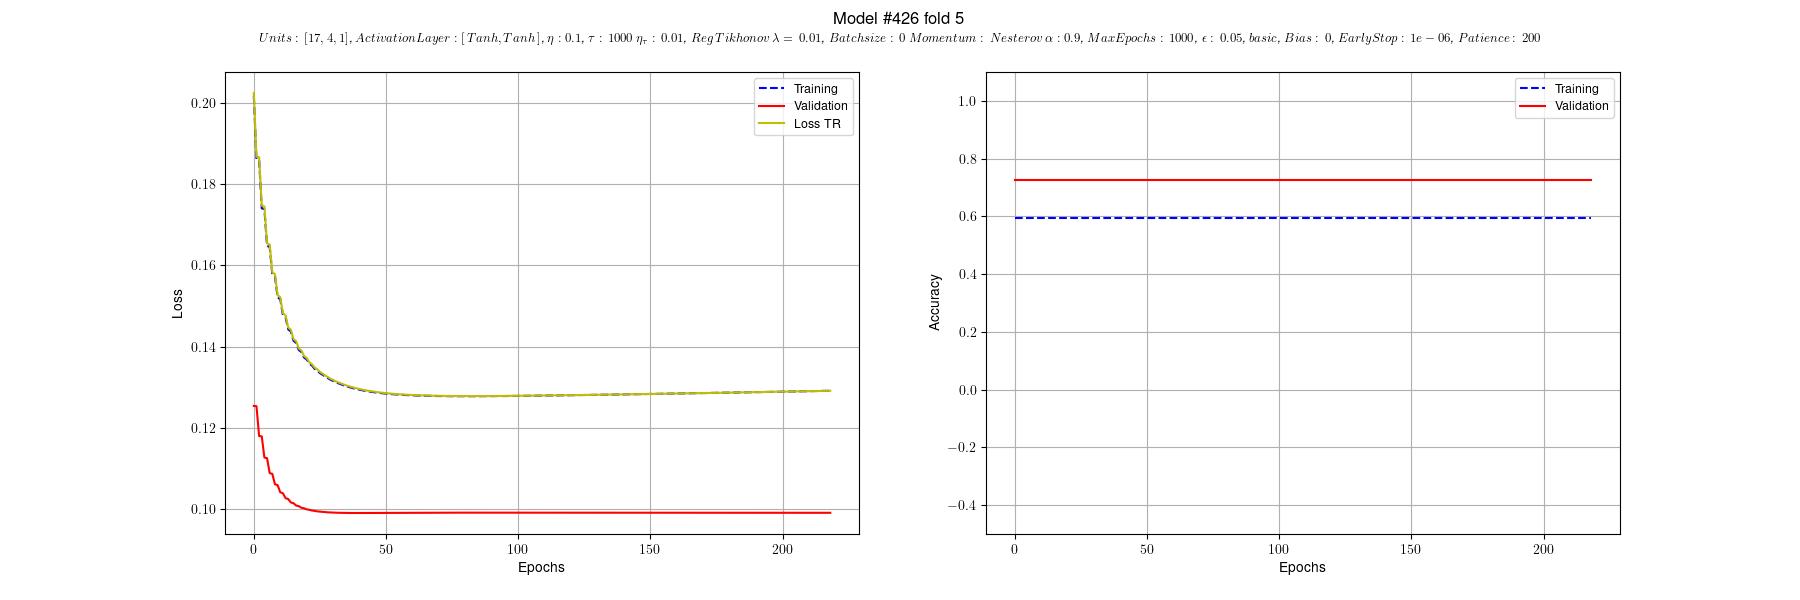 Model #426 fold 5
Units : [17, 4, 1], ActivationLayer : [Tanh, Tanh], η : 0.1, τ : 1000 η_τ : 0.01, RegTikhonov λ = 0.01, Batchsize : 0 Momentum : Nesterov α : 0.9, MaxEpochs : 1000, ϵ : 0.05, basic, Bias : 0, EarlyStop : 1e − 06, Patience : 200
Training
Validation
Loss TR
0.20
0.18
0.16
0.14
0.12
0.10
Loss
0 50 100 150 200
Epochs
Training
Validation
1.0
0.8
0.6
0.4
0.2
0.0
−0.2
−0.4
Accuracy
0 50 100 150 200
Epochs